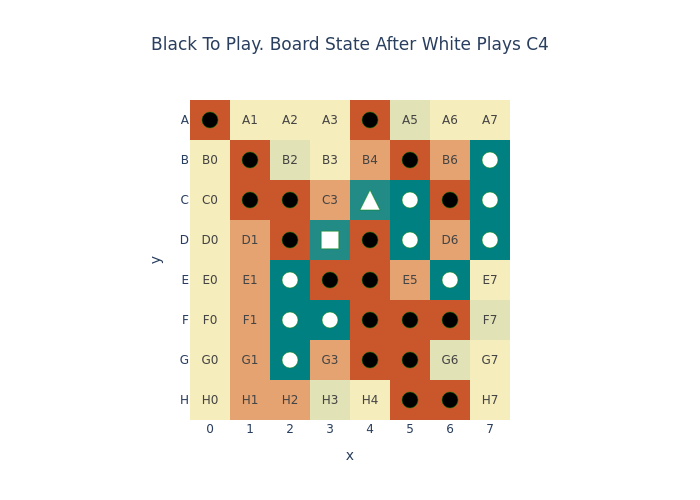 Black To Play. Board State After White Plays C4
A A1 A2 A3 A5 A6 A7
B B0 B2 B3 B4 B6
C C0 C3
D D0 D1 D6
E E0 E1 E5 E7
F F0 F1 F7
G G0 G1 G3 G6 G7
H H0 H1 H2 H3 H4 H7
0 1 2 3 4 5 6 7
x
y